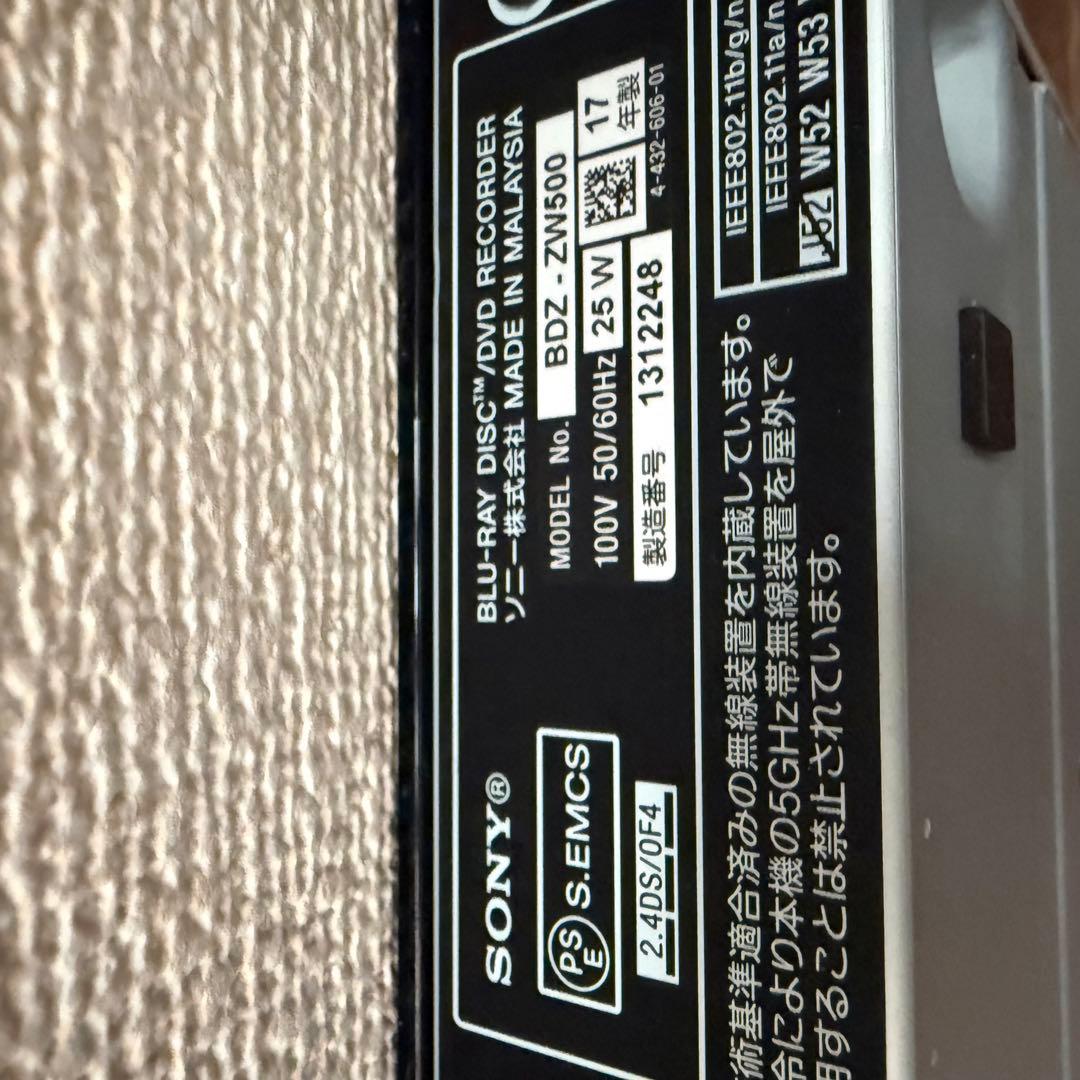 SONY®
PSE S.EMCS
2.4DS/OF4
BLU-RAY DISC™/DVD RECORDER
ソニー株式会社 MADE IN MALAYSIA
MODEL No. BDZ-ZW500
100V 50/60Hz 25 W
17年製
製造番号 1312248
4-432-606-01
IEEE802.11b/g/n
IEEE802.11a/n
J52 W52 W53
術基準適合済みの無線装置を内蔵しています。
令により本機の5GHz帯無線装置を屋外で
用することは禁止されています。